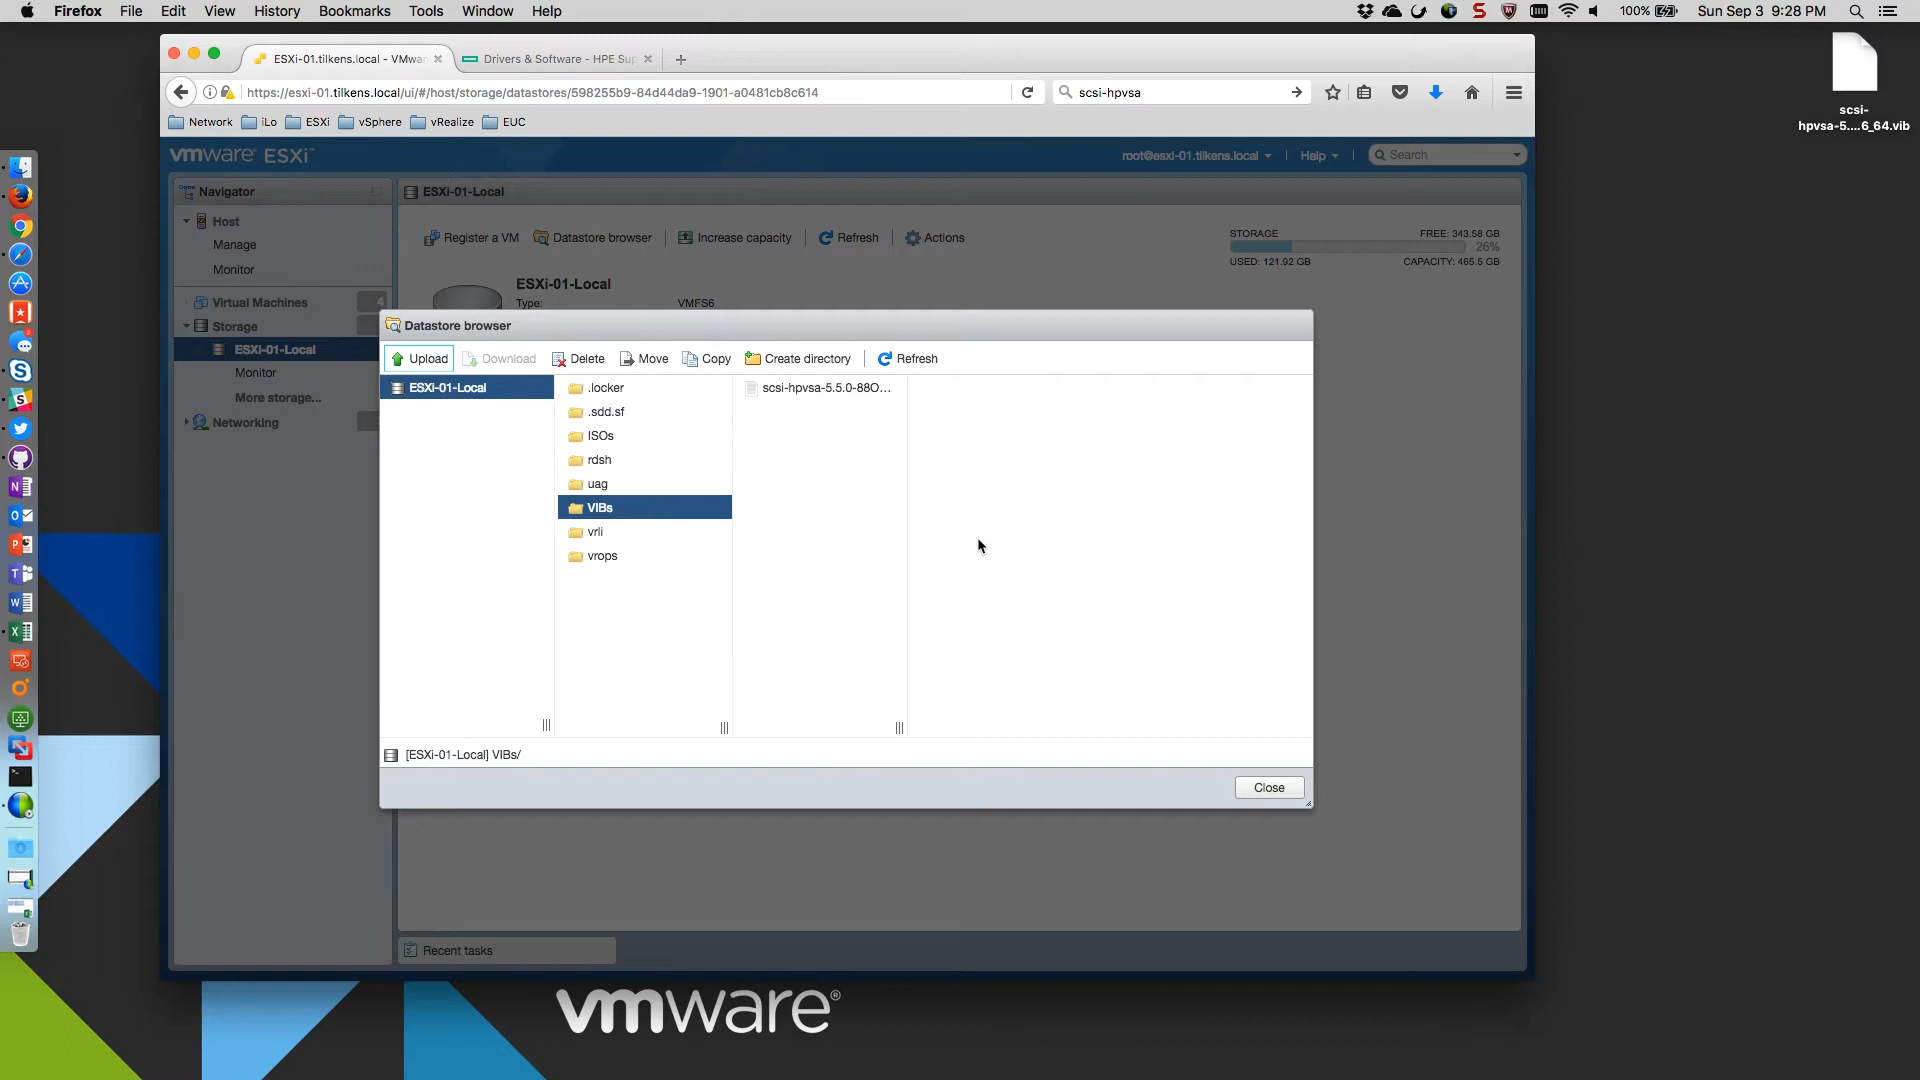 Firefox File Edit View History Bookmarks Tools Window Help
100% Sun Sep 3 9:28 PM
ESXi-01.tilkens.local - VMwar
Drivers & Software - HPE Sup
https://esxi-01.tilkens.local/ui/#/host/storage/datastores/598255b9-84d44da9-1901-a0481cb8c614
scsi-hpvsa
Network iLo ESXi vSphere vRealize EUC
scsi-
hpvsa-5....6_64.vib
vmware ESXi™
root@esxi-01.tilkens.local Help Search
Navigator
Host
Manage
Monitor
Virtual Machines 4
Storage
ESXi-01-Local
Monitor
More storage...
Networking
ESXi-01-Local
Register a VM Datastore browser Increase capacity Refresh Actions
STORAGE FREE: 343.58 GB
26%
USED: 121.92 GB CAPACITY: 465.5 GB
ESXi-01-Local
Type: VMFS6
Datastore browser
Upload Download Delete Move Copy Create directory Refresh
ESXi-01-Local
.locker
.sdd.sf
ISOs
rdsh
uag
VIBs
vrli
vrops
scsi-hpvsa-5.5.0-88O...
[ESXi-01-Local] VIBs/
Close
Recent tasks
vmware®